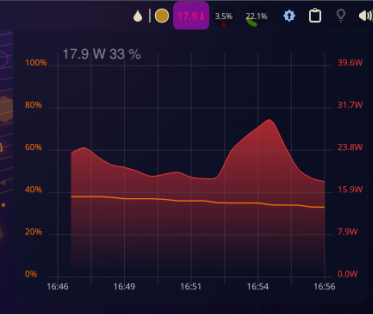 17.9 3.5% 22.1%
17.9 W 33 %
100% 39.6W
80% 31.7W
60% 23.8W
40% 15.9W
20% 7.9W
0% 0.0W
16:46 16:49 16:51 16:54 16:56